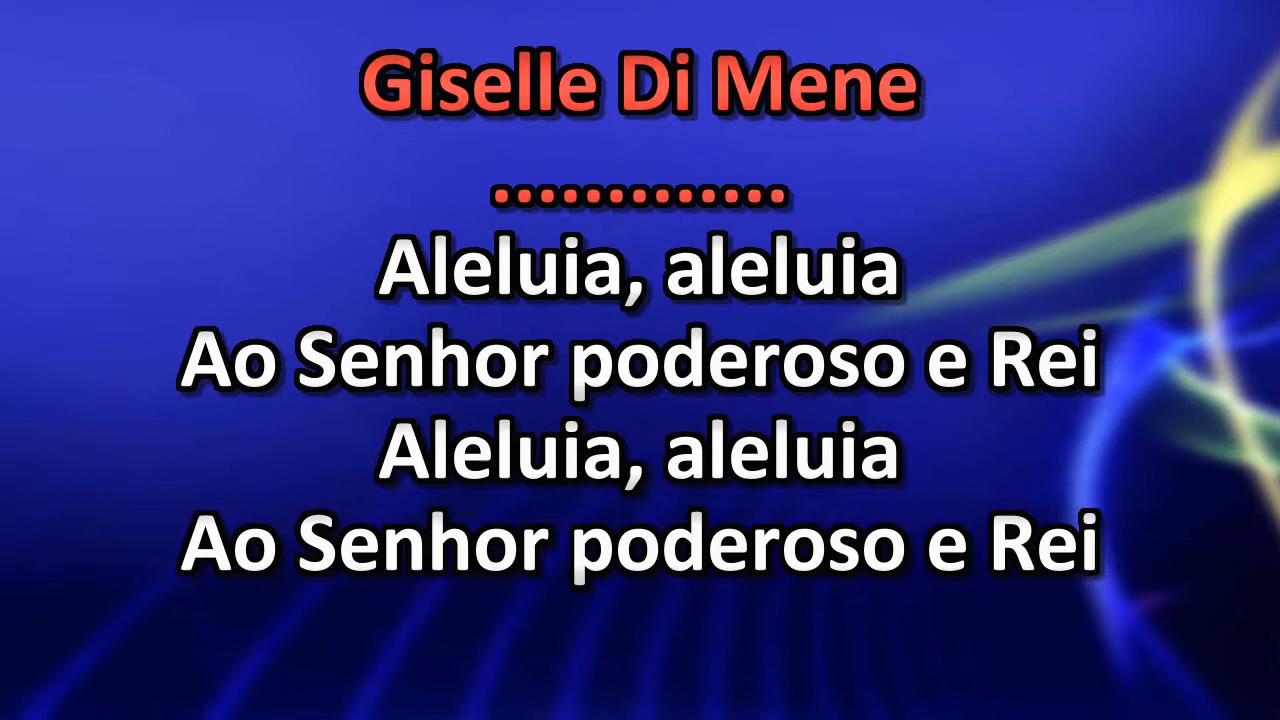 Giselle Di Mene
.............
Aleluia, aleluia
Ao Senhor poderoso e Rei
Aleluia, aleluia
Ao Senhor poderoso e Rei